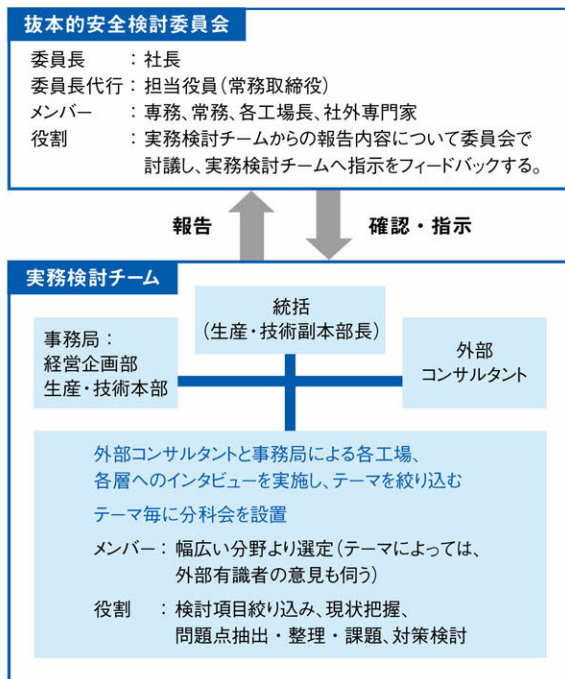 抜本的安全検討委員会
委員長　　：社長
委員長代行：担当役員（常務取締役）
メンバー　：専務、常務、各工場長、社外専門家
役割　　　：実務検討チームからの報告内容について委員会で
討議し、実務検討チームへ指示をフィードバックする。
報告
確認・指示
実務検討チーム
統括
（生産・技術副本部長）
事務局：
経営企画部
生産・技術本部
外部
コンサルタント
外部コンサルタントと事務局による各工場、
各層へのインタビューを実施し、テーマを絞り込む
テーマ毎に分科会を設置
メンバー：幅広い分野より選定（テーマによっては、
外部有識者の意見も伺う）
役割　　：検討項目絞り込み、現状把握、
問題点抽出・整理・課題、対策検討